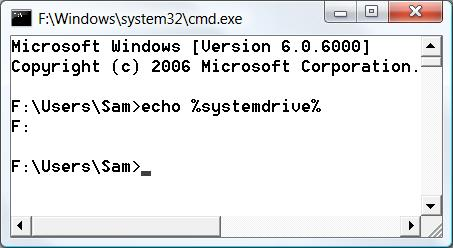 F:\Windows\system32\cmd.exe
Microsoft Windows [Version 6.0.6000]
Copyright (c) 2006 Microsoft Corporation.
F:\Users\Sam>echo %systemdrive%
F:
F:\Users\Sam>